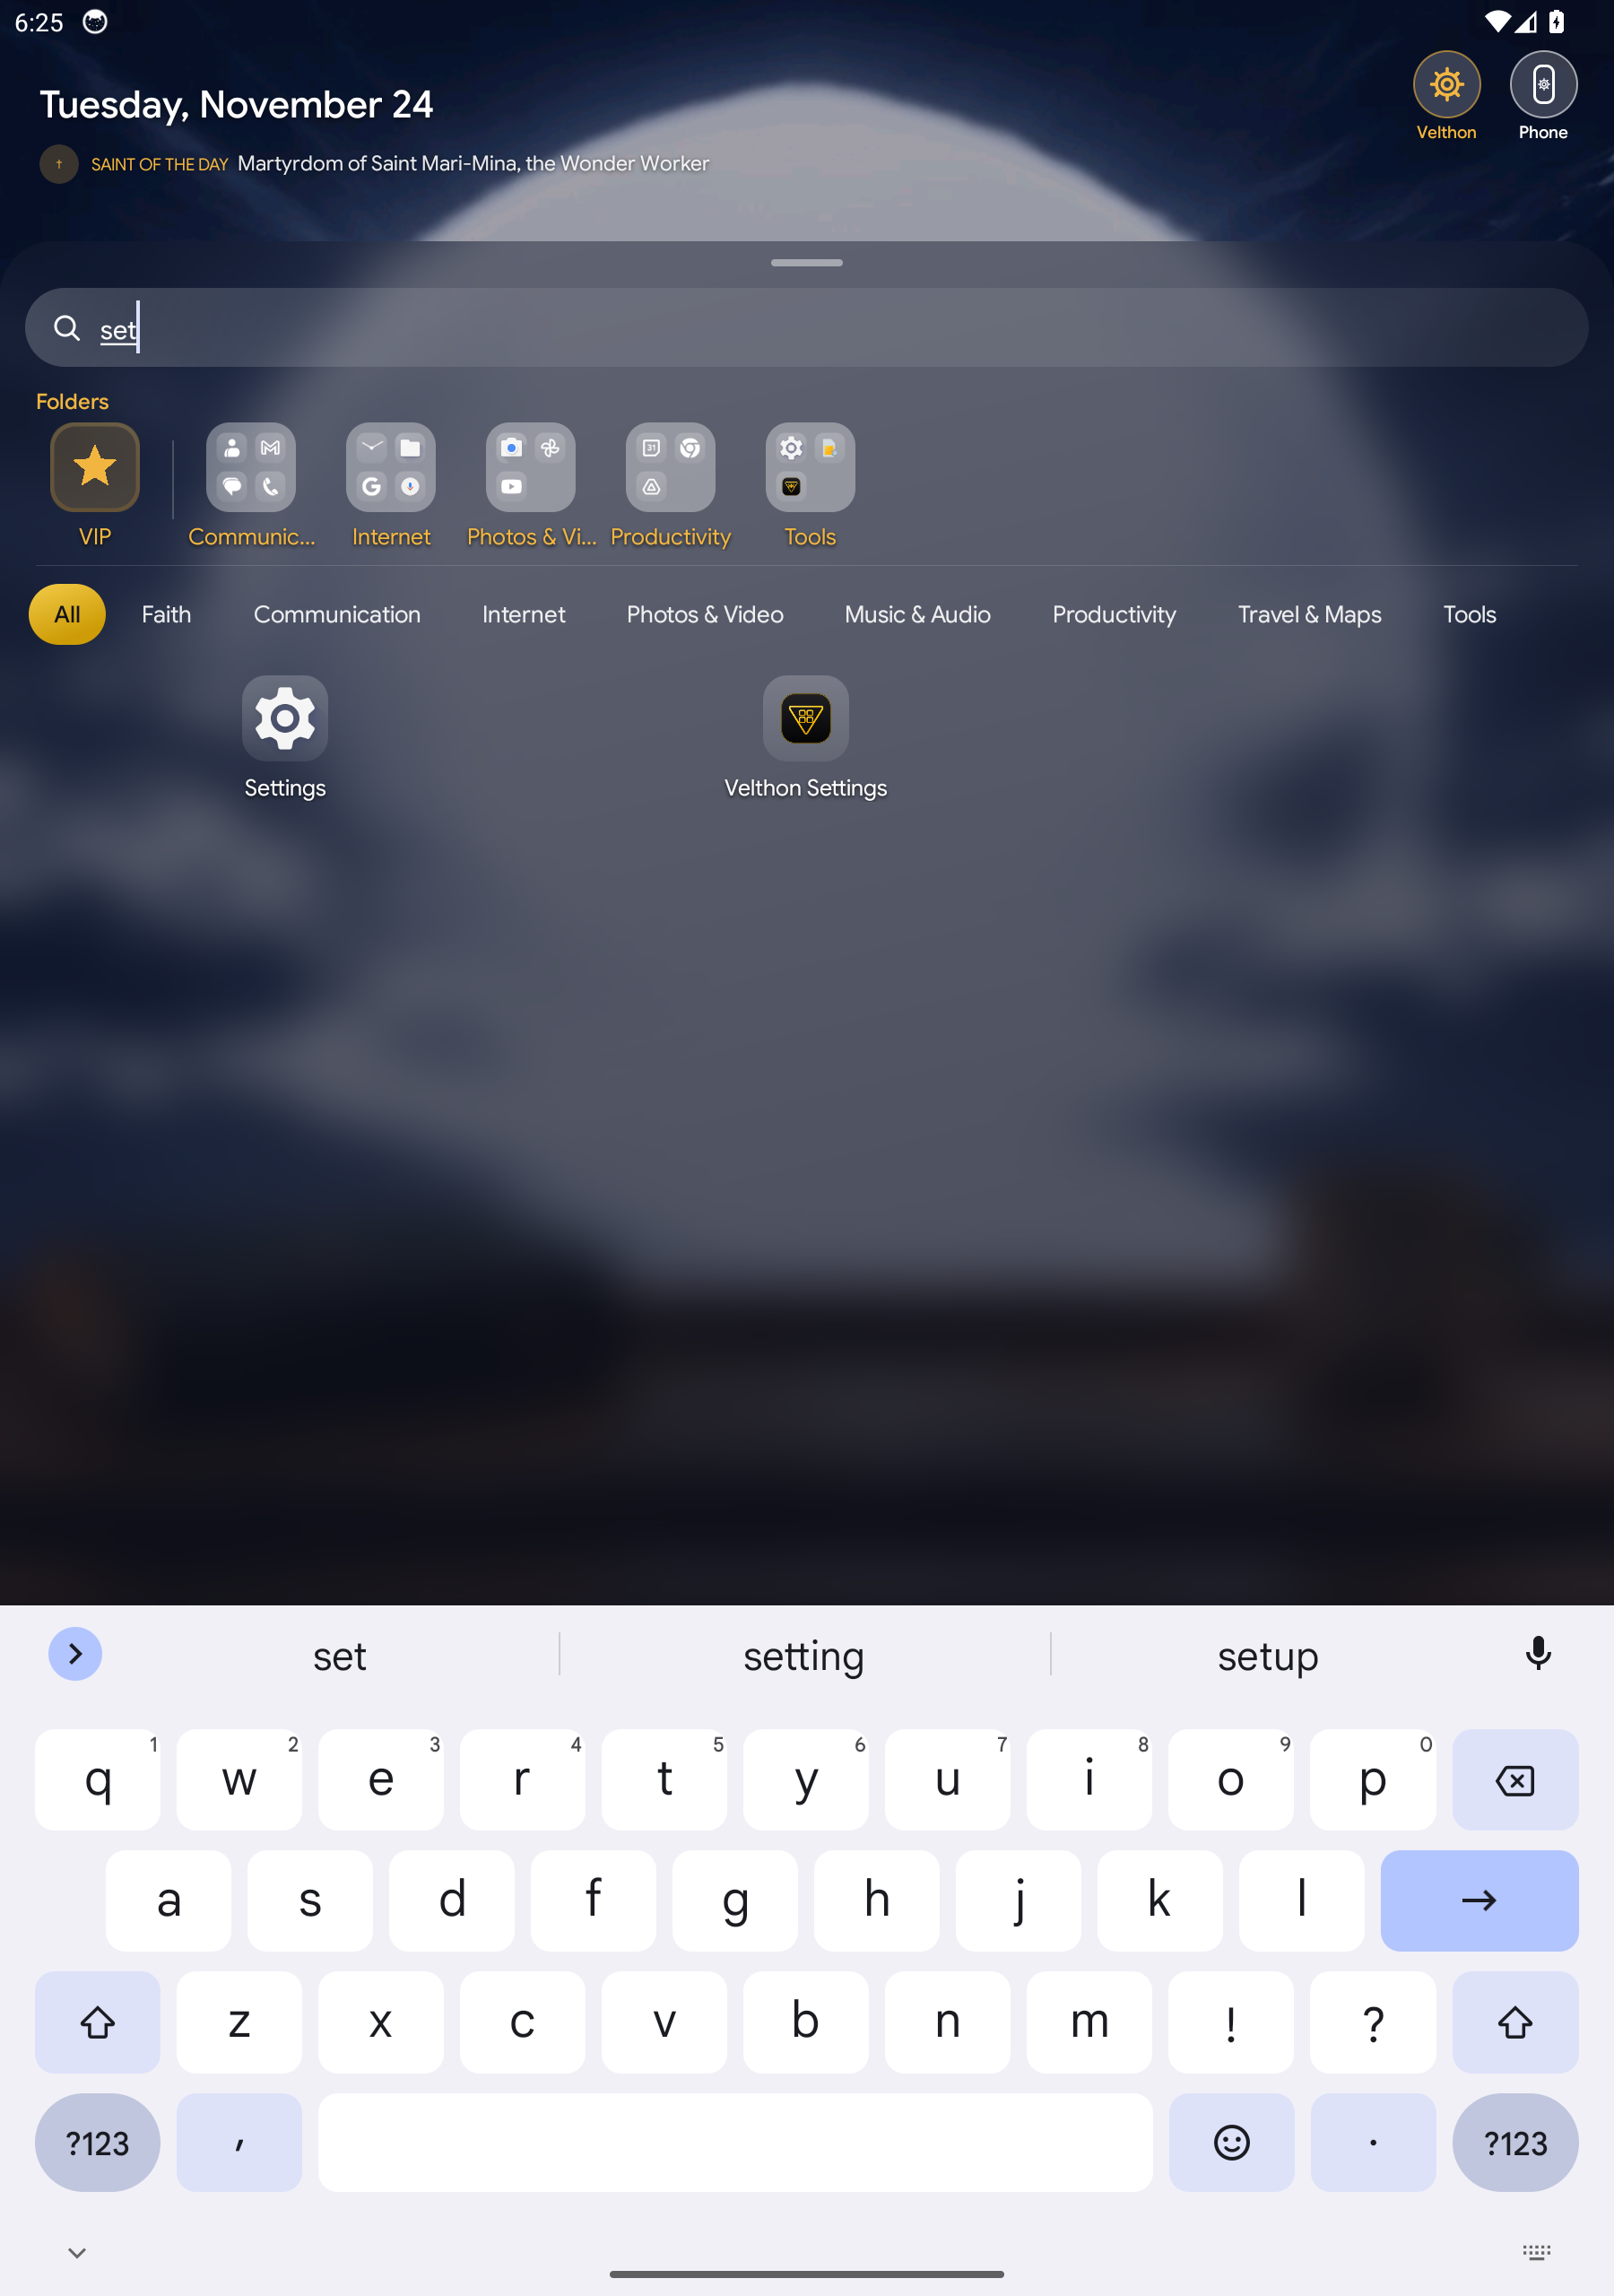 6:25
Tuesday, November 24
SAINT OF THE DAY Martyrdom of Saint Mari-Mina, the Wonder Worker
Velthon
Phone
set
Folders
31
VIP
Communic...
Internet
Photos & Vi...
Productivity
Tools
All
Faith
Communication
Internet
Photos & Video
Music & Audio
Productivity
Travel & Maps
Tools
Settings
Velthon Settings
set
setting
setup
q 1 w 2 e 3 r 4 t 5 y 6 u 7 i 8 o 9 p 0
a s d f g h j k l
z x c v b n m ! ?
?123 , . ?123